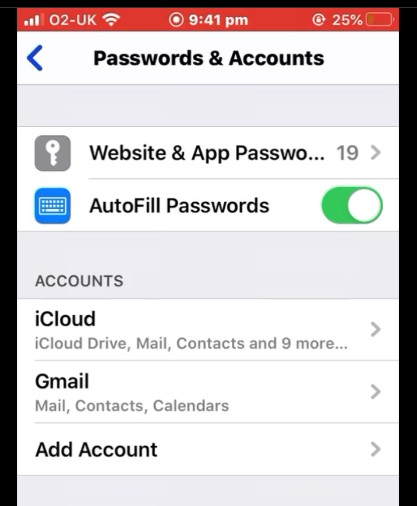 O2-UK 9:41 pm 25%
Passwords & Accounts
Website & App Passwo... 19
AutoFill Passwords
ACCOUNTS
iCloud
iCloud Drive, Mail, Contacts and 9 more...
Gmail
Mail, Contacts, Calendars
Add Account